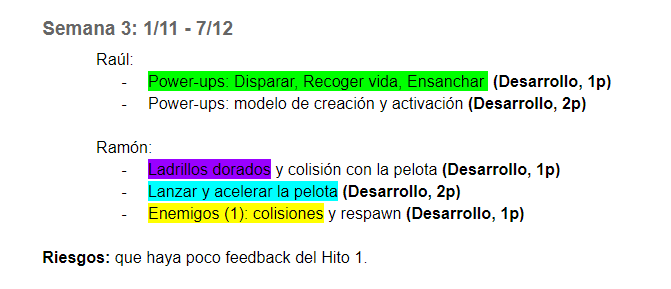 Semana 3: 1/11 - 7/12
Raúl:
- Power-ups: Disparar, Recoger vida, Ensanchar (Desarrollo, 1p)
- Power-ups: modelo de creación y activación (Desarrollo, 2p)
Ramón:
- Ladrillos dorados y colisión con la pelota (Desarrollo, 1p)
- Lanzar y acelerar la pelota (Desarrollo, 2p)
- Enemigos (1): colisiones y respawn (Desarrollo, 1p)
Riesgos: que haya poco feedback del Hito 1.